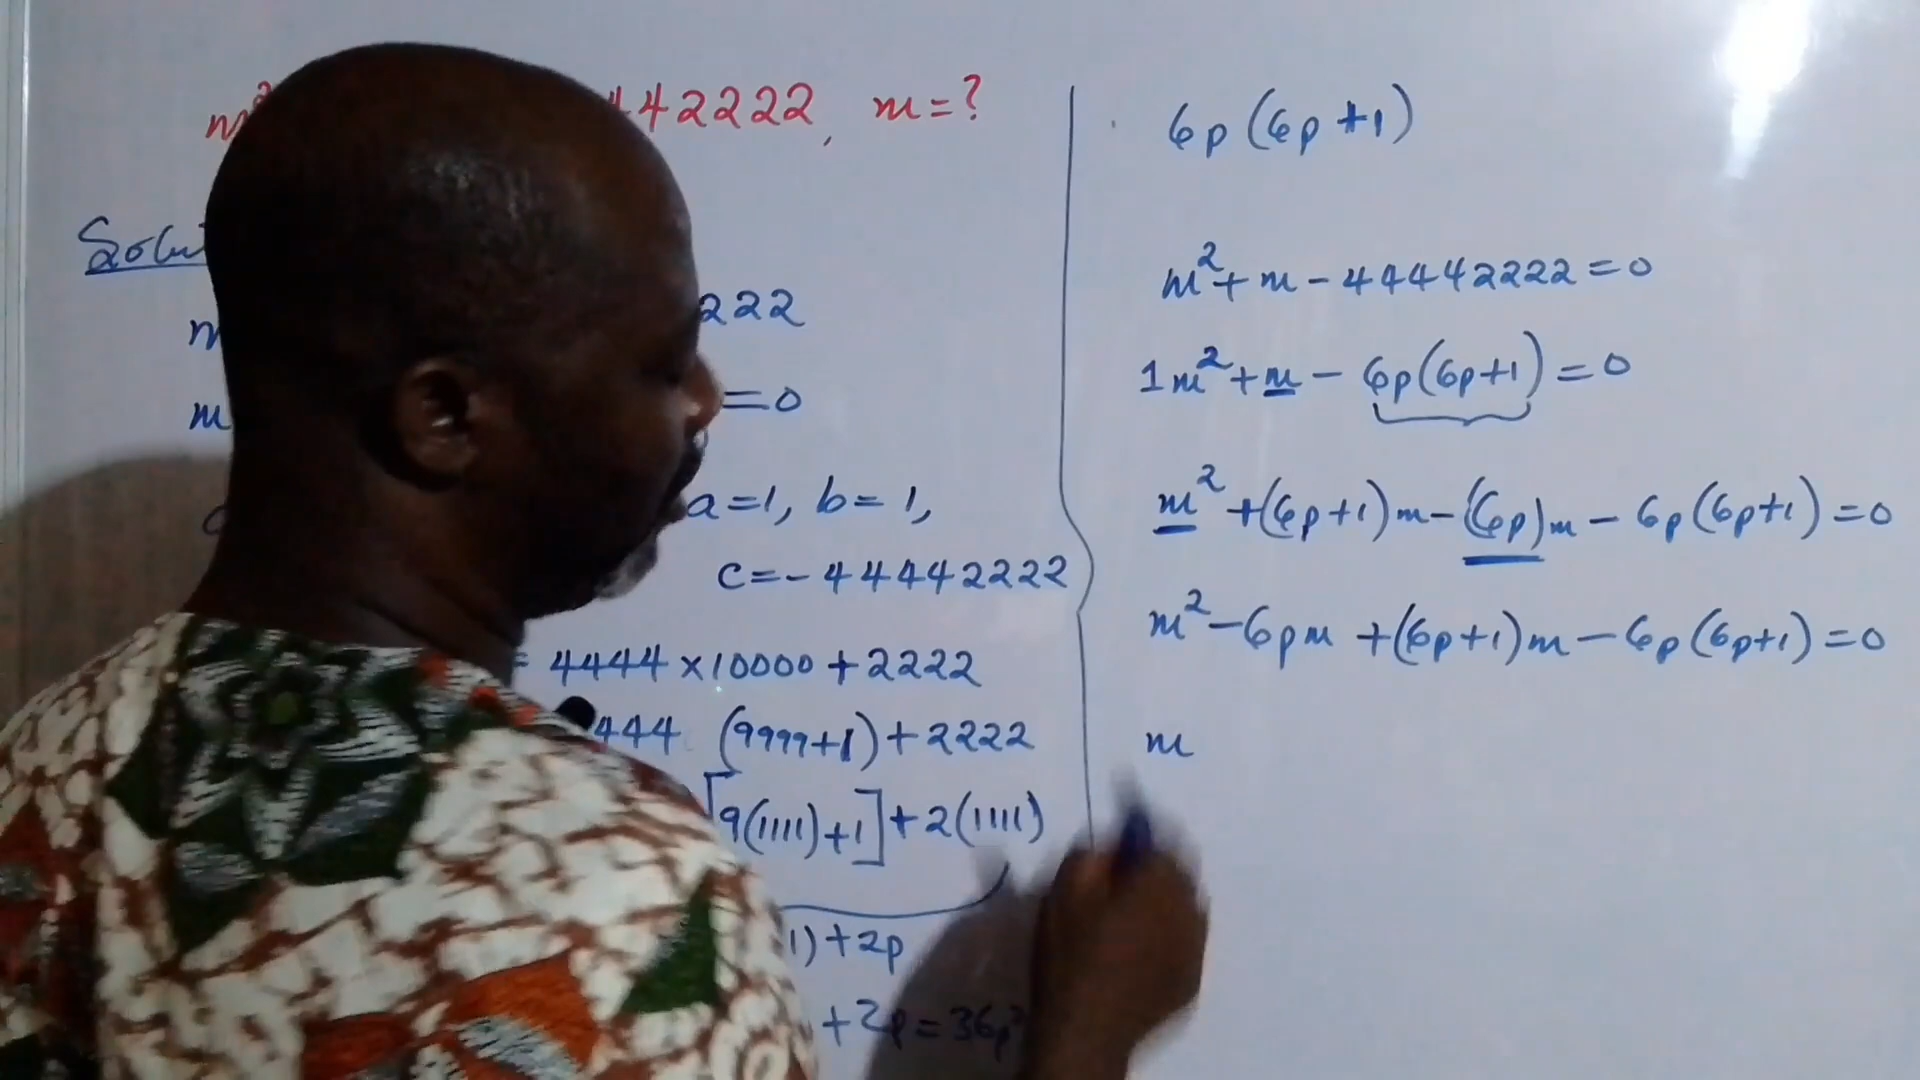 m² 442222, m=?
Solu
m 222
m =0
a=1, b=1,
c=-44442222
= 4444 ×10000+2222
444 (9999+1)+2222
[9(1111)+1]+2(1111)
1)+2p
+2p=36p²
6p(6p+1)
m²+m-44442222=0
1m²+m-6p(6p+1)=0
m²+(6p+1)m-(6p)m-6p(6p+1)=0
m²-6pm+(6p+1)m-6p(6p+1)=0
m